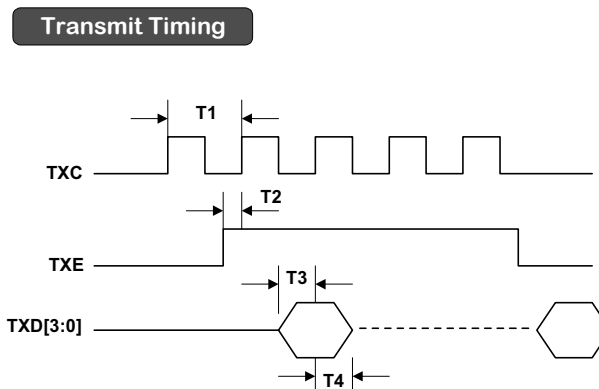 Transmit Timing
T1
TXC
T2
TXE
T3
TXD[3:0]
T4